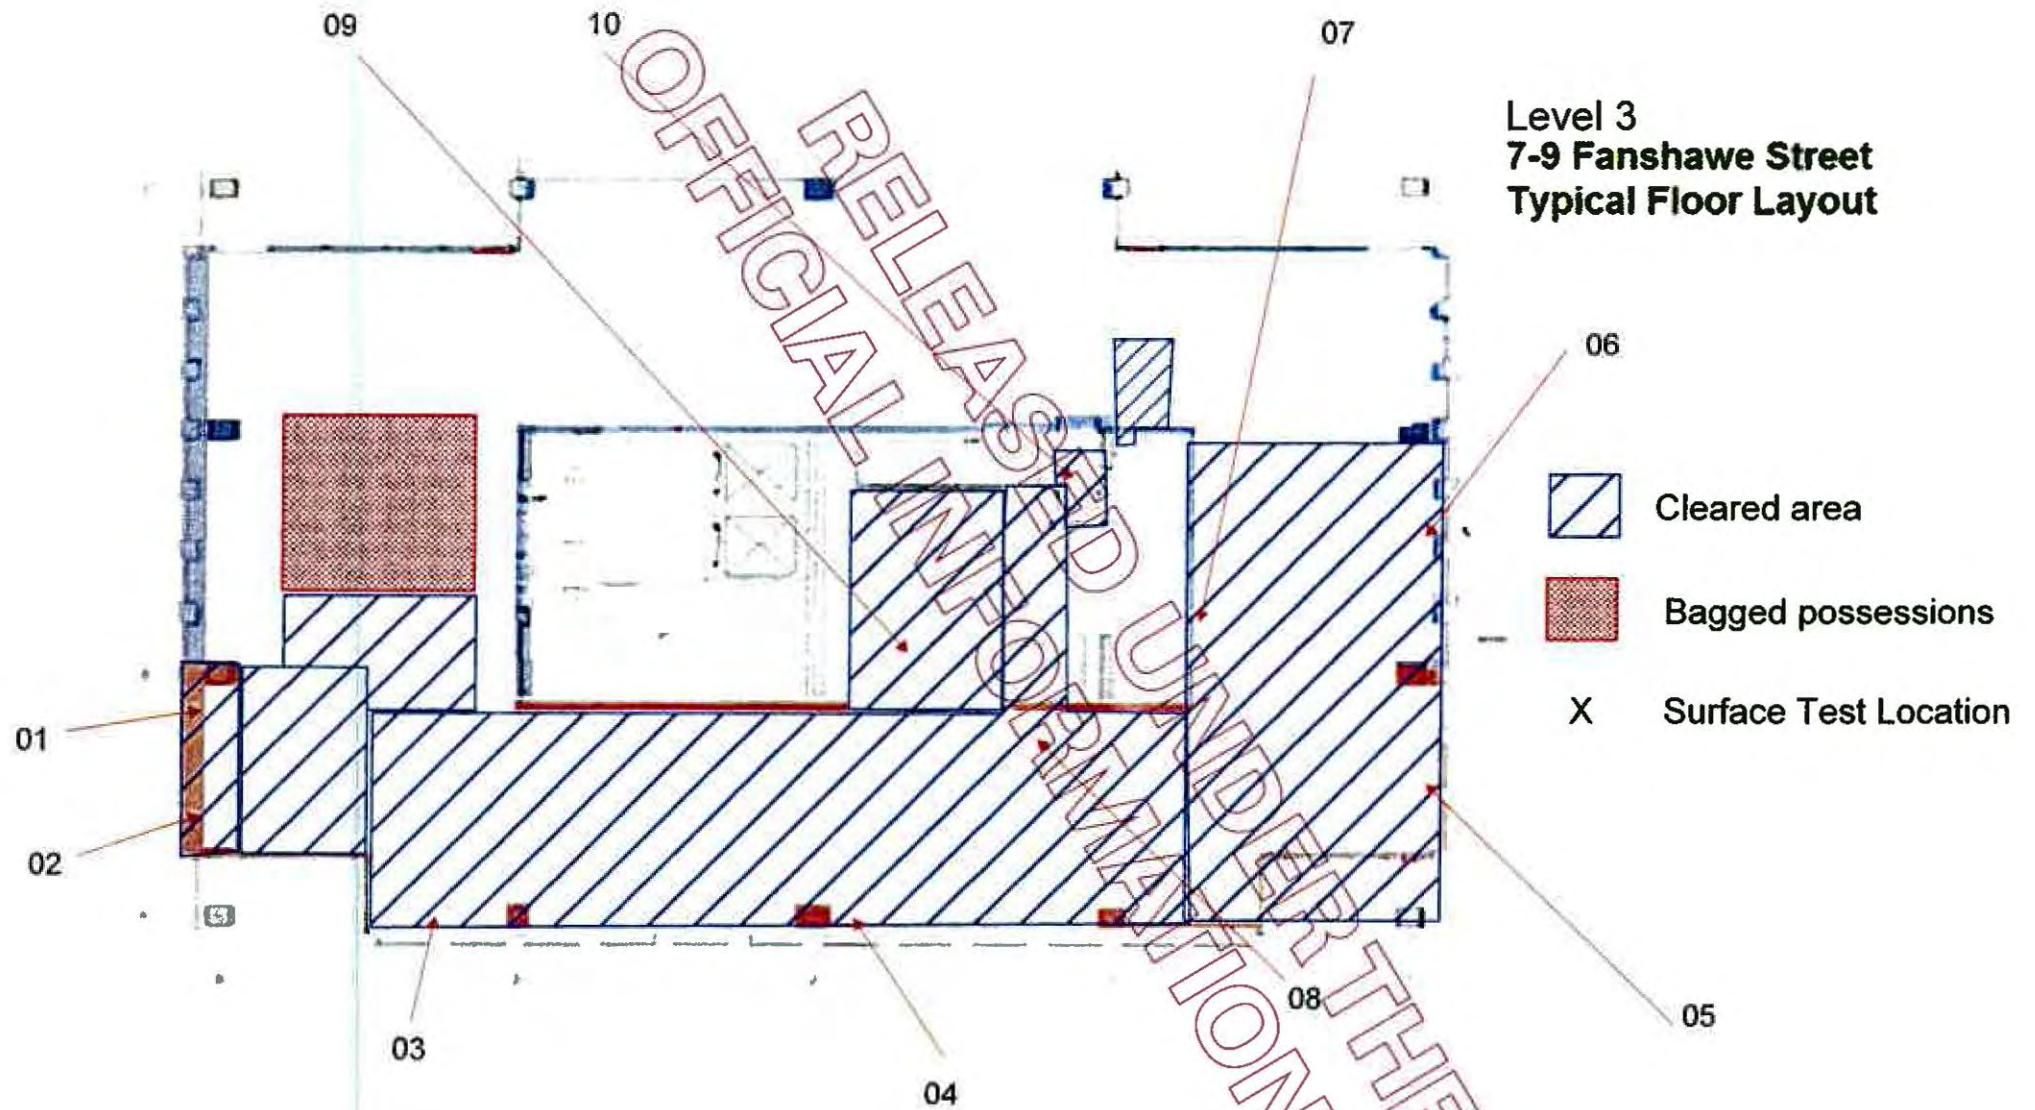 09
10
07
Level 3
7-9 Fanshawe Street
Typical Floor Layout
06
Cleared area
Bagged possessions
X Surface Test Location
01
02
03
04
05
08
RELEASED UNDER THE
OFFICIAL INFORMATION